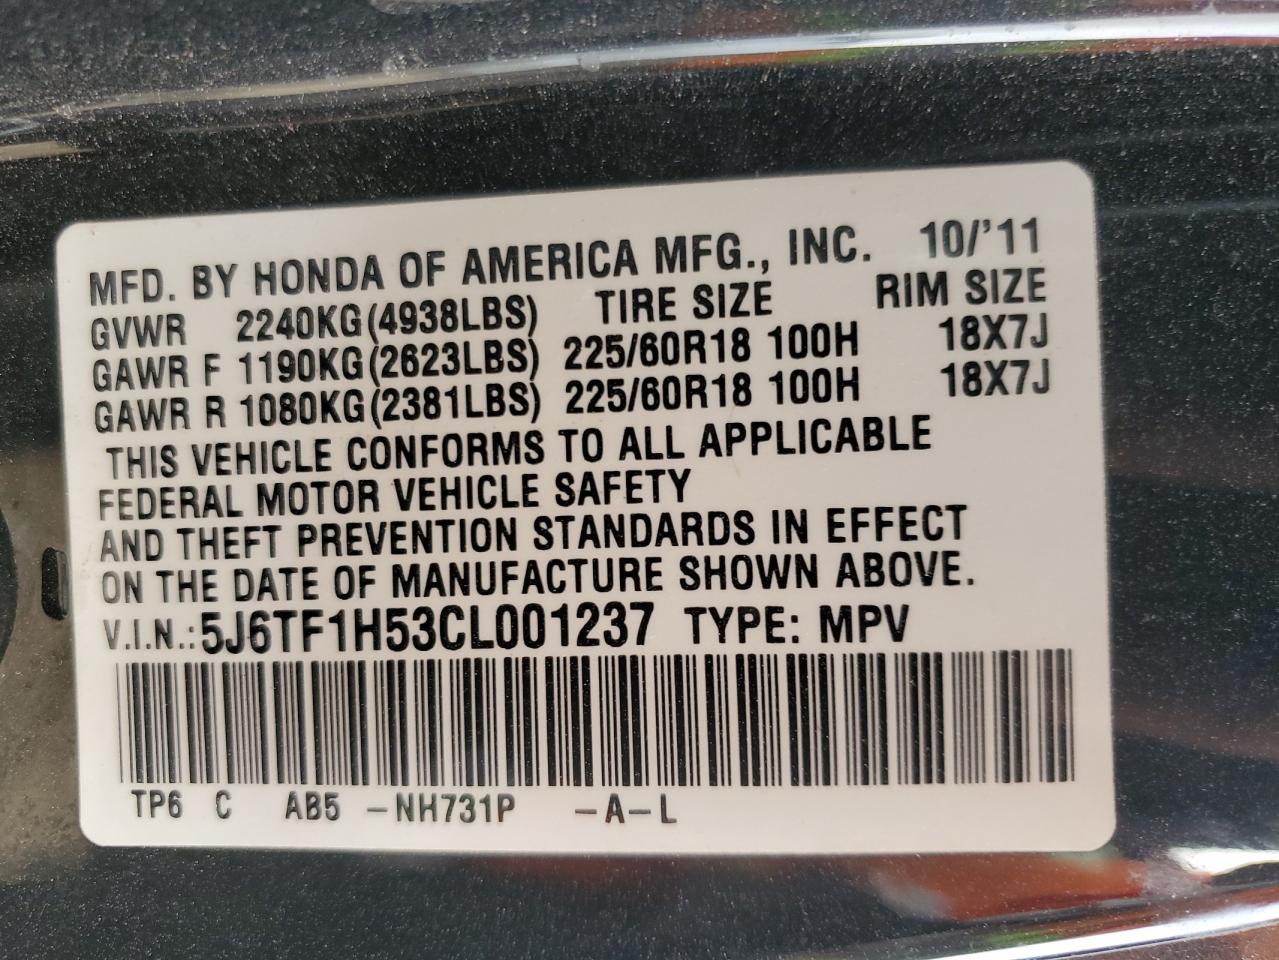 MFD. BY HONDA OF AMERICA MFG., INC. 10/'11
GVWR 2240KG(4938LBS) TIRE SIZE RIM SIZE
GAWR F 1190KG(2623LBS) 225/60R18 100H 18X7J
GAWR R 1080KG(2381LBS) 225/60R18 100H 18X7J
THIS VEHICLE CONFORMS TO ALL APPLICABLE
FEDERAL MOTOR VEHICLE SAFETY
AND THEFT PREVENTION STANDARDS IN EFFECT
ON THE DATE OF MANUFACTURE SHOWN ABOVE.
V.I.N.:5J6TF1H53CL001237 TYPE: MPV
TP6 C AB5 -NH731P -A-L